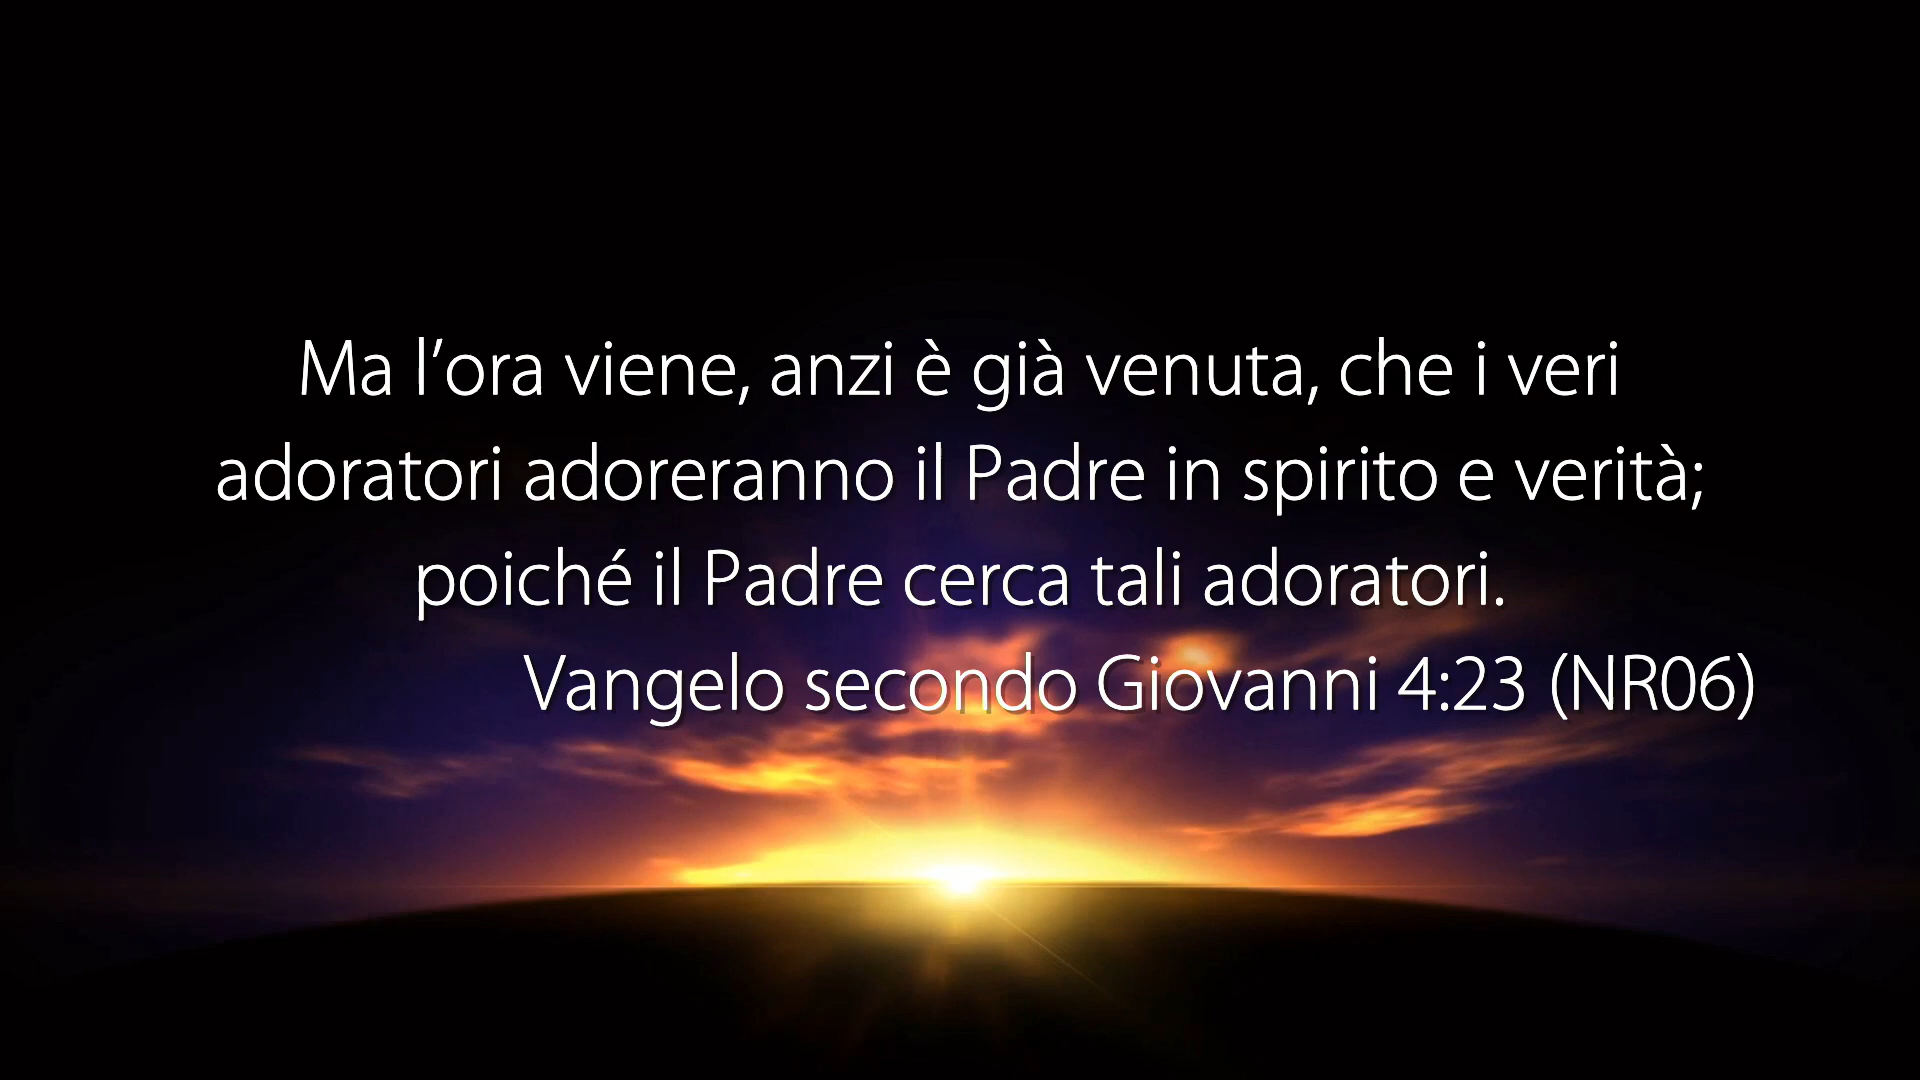 Ma l’ora viene, anzi è già venuta, che i veri
adoratori adoreranno il Padre in spirito e verità;
poiché il Padre cerca tali adoratori.
Vangelo secondo Giovanni 4:23 (NR06)